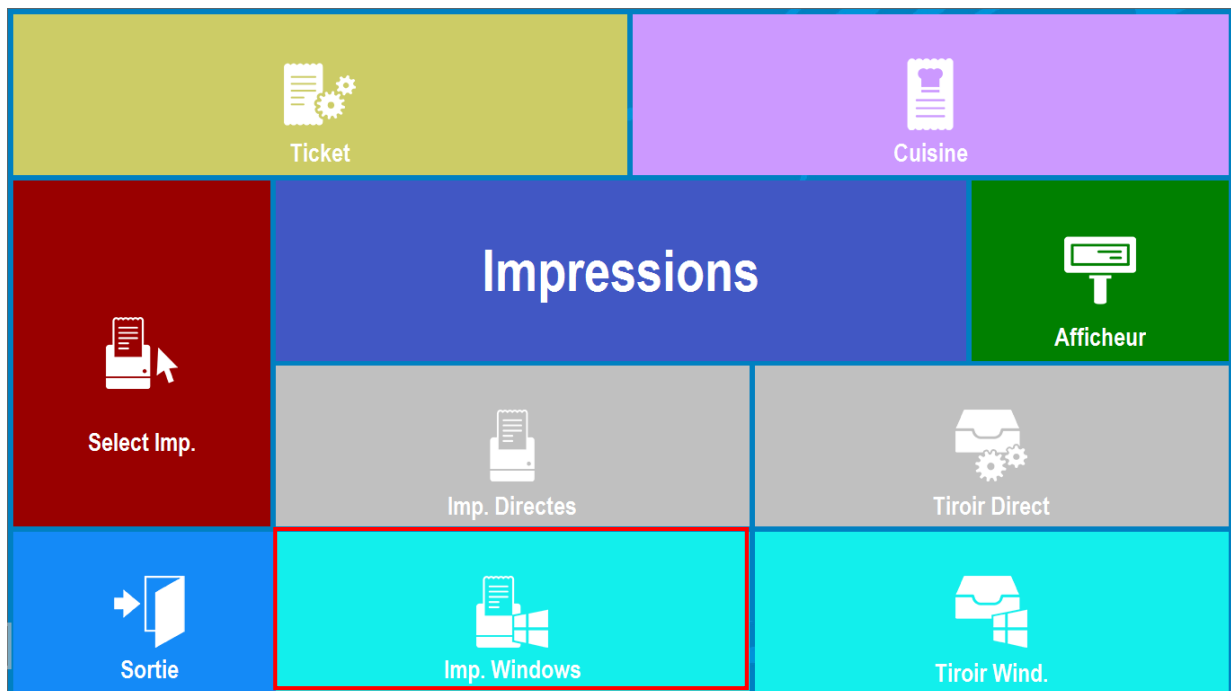 Ticket
Cuisine
Impressions
Afficheur
Select Imp.
Imp. Directes
Tiroir Direct
Sortie
Imp. Windows
Tiroir Wind.